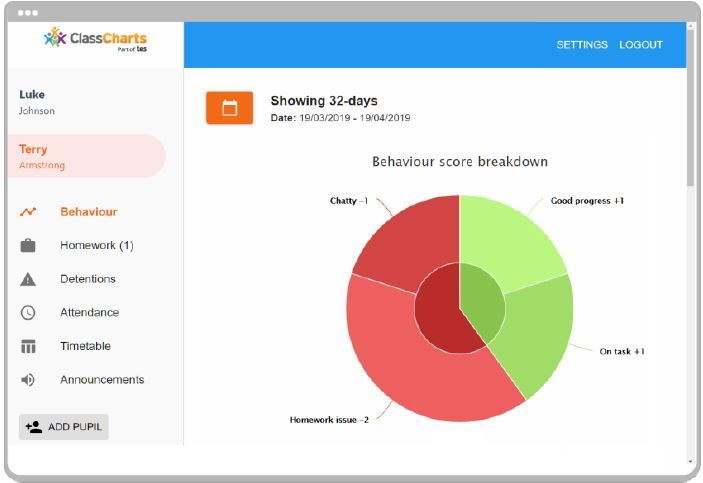 ClassCharts
Part of tes
SETTINGS LOGOUT
Luke
Johnson
Terry
Armstrong
Behaviour
Homework (1)
Detentions
Attendance
Timetable
Announcements
ADD PUPIL
Showing 32-days
Date: 19/03/2019 - 19/04/2019
Behaviour score breakdown
Chatty -1
Good progress +1
On task +1
Homework issue -2